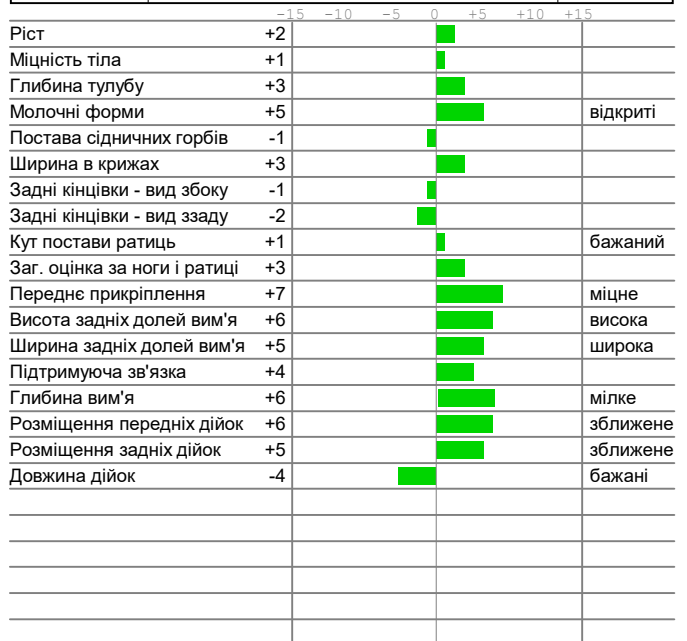 -15 -10 -5 0 +5 +10 +15
Ріст +2
Міцність тіла +1
Глибина тулубу +3
Молочні форми +5 відкриті
Постава сідничних горбів -1
Ширина в крижах +3
Задні кінцівки - вид збоку -1
Задні кінцівки - вид ззаду -2
Кут постави ратиць +1 бажаний
Заг. оцінка за ноги і ратиці +3
Переднє прикріплення +7 міцне
Висота задніх долей вим'я +6 висока
Ширина задніх долей вим'я +5 широка
Підтримуюча зв'язка +4
Глибина вим'я +6 мілке
Розміщення передніх дійок +6 зближене
Розміщення задніх дійок +5 зближене
Довжина дійок -4 бажані